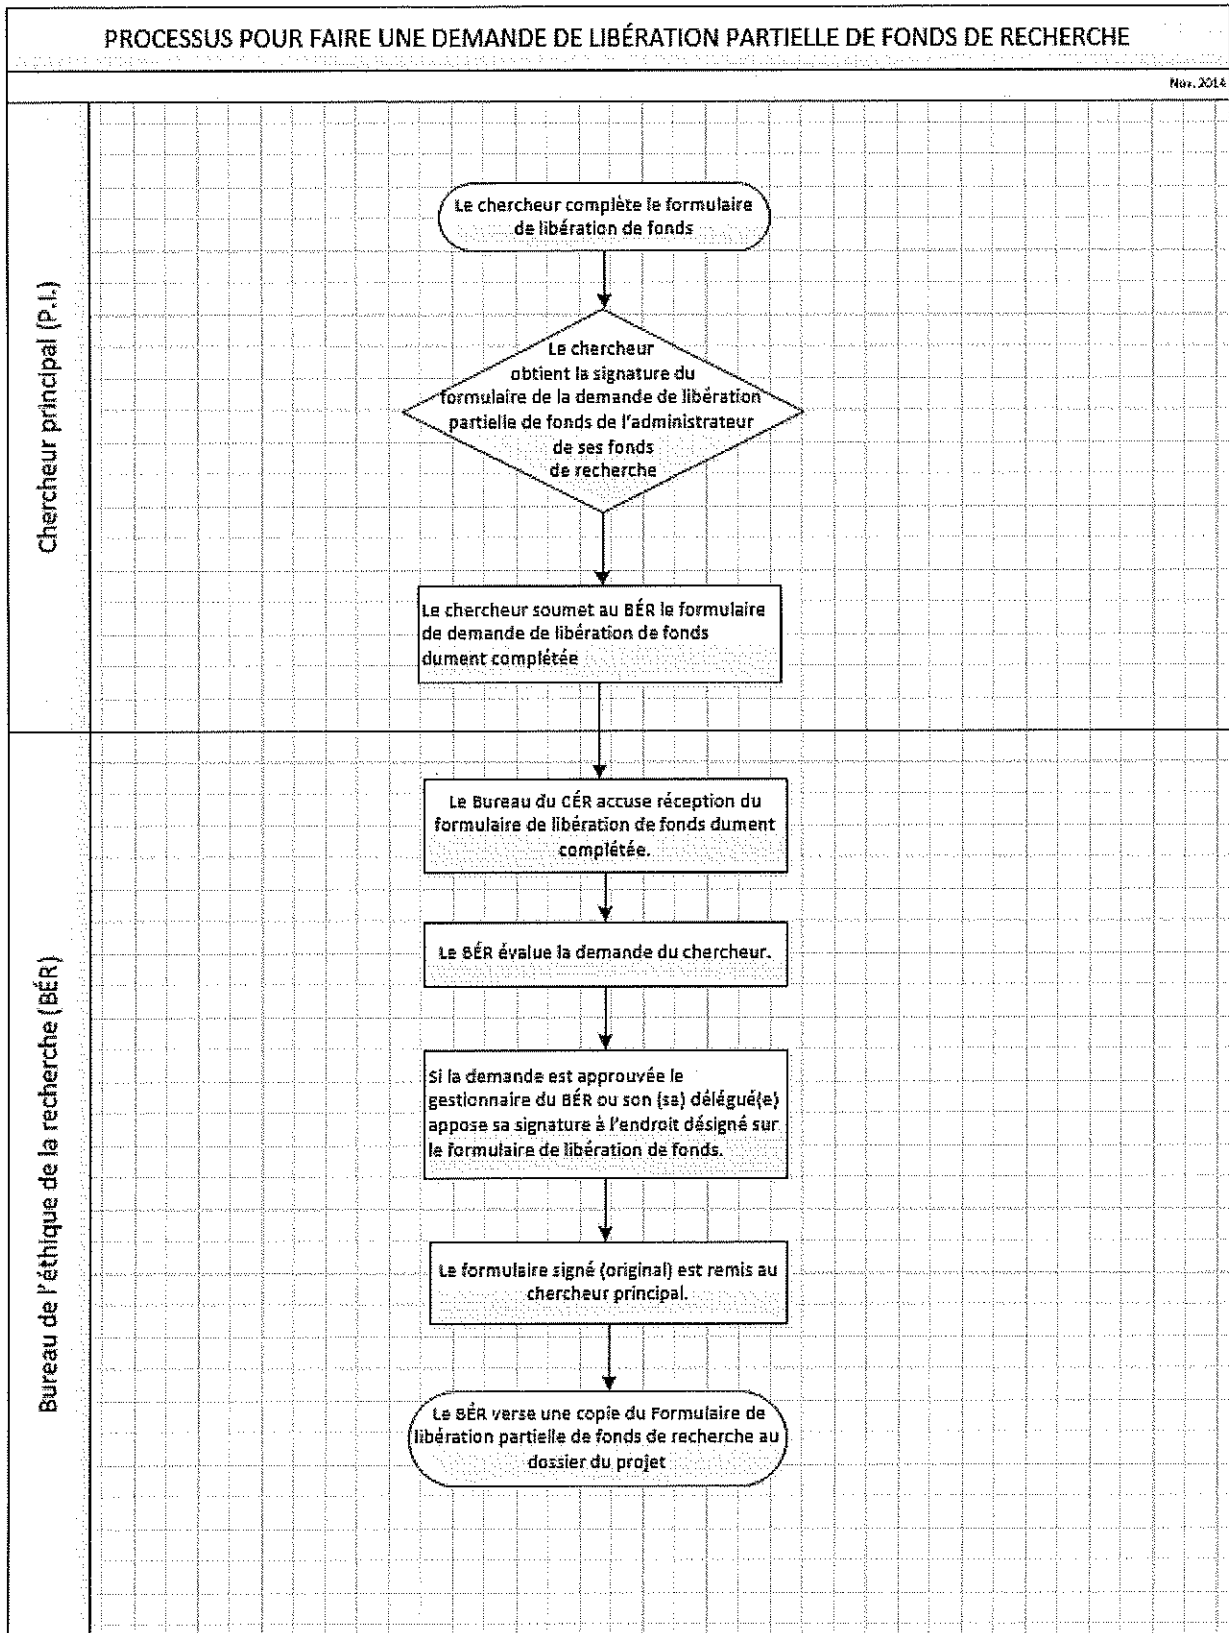 PROCESSUS POUR FAIRE UNE DEMANDE DE LIBÉRATION PARTIELLE DE FONDS DE RECHERCHE
Nov. 2014
Chercheur principal (P.I.)
Le chercheur complète le formulaire
de libération de fonds
Le chercheur
obtient la signature du
formulaire de la demande de libération
partielle de fonds de l'administrateur
de ses fonds
de recherche
Le chercheur soumet au BÉR le formulaire
de demande de libération de fonds
dument complétée
Bureau de l'éthique de la recherche (BÉR)
Le Bureau du CÉR accuse réception du
formulaire de libération de fonds dument
complétée.
Le BÉR évalue la demande du chercheur.
Si la demande est approuvée le
gestionnaire du BÉR ou son (sa) délégué(e)
appose sa signature à l'endroit désigné sur
le formulaire de libération de fonds.
Le formulaire signé (original) est remis au
chercheur principal.
Le BÉR verse une copie du Formulaire de
libération partielle de fonds de recherche au
dossier du projet